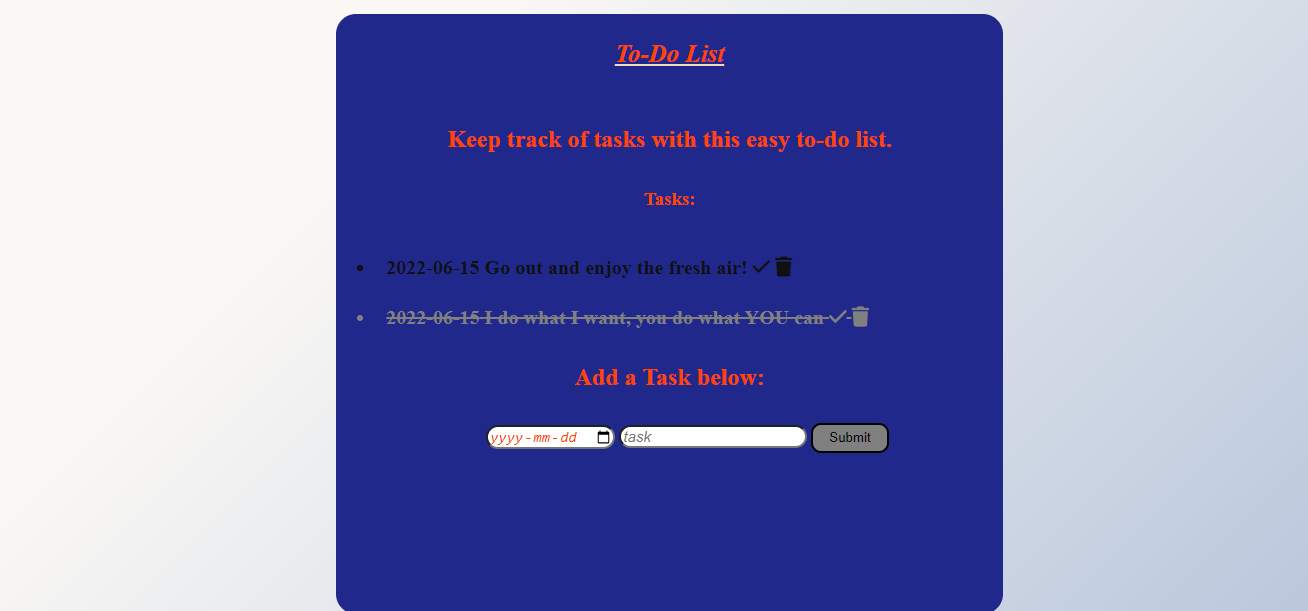 To-Do List
Keep track of tasks with this easy to-do list.
Tasks:
2022-06-15 Go out and enjoy the fresh air!
2022-06-15 I do what I want, you do what YOU can
Add a Task below:
yyyy-mm-dd task Submit